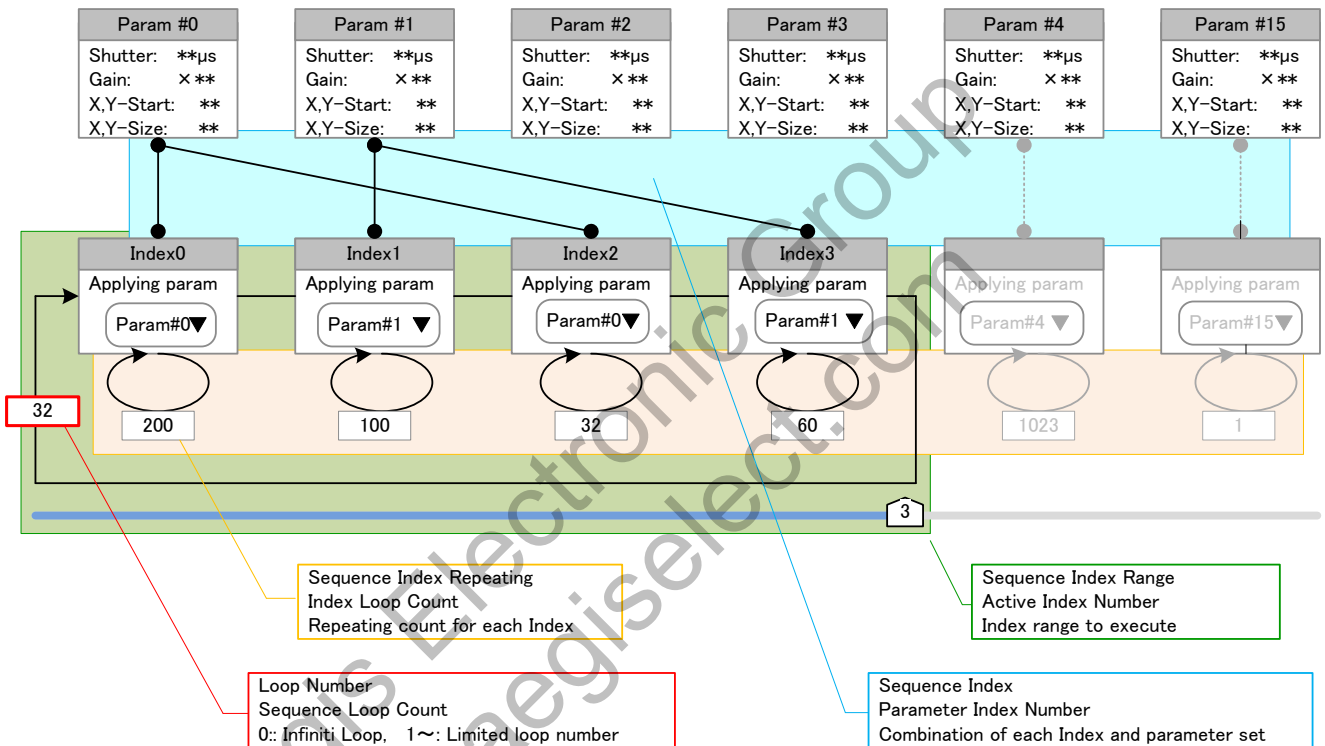 Param #0
Shutter: **μs
Gain: ×**
X,Y-Start: **
X,Y-Size: **
Param #1
Shutter: **μs
Gain: ×**
X,Y-Start: **
X,Y-Size: **
Param #2
Shutter: **μs
Gain: ×**
X,Y-Start: **
X,Y-Size: **
Param #3
Shutter: **μs
Gain: ×**
X,Y-Start: **
X,Y-Size: **
Param #4
Shutter: **μs
Gain: ×**
X,Y-Start: **
X,Y-Size: **
Param #15
Shutter: **μs
Gain: ×**
X,Y-Start: **
X,Y-Size: **
Index0
Applying param
Param#0▼
200
Index1
Applying param
Param#1 ▼
100
Index2
Applying param
Param#0▼
32
Index3
Applying param
Param#1 ▼
60
Applying param
Param#4 ▼
1023
Applying param
Param#15▼
1
32
3
Sequence Index Repeating
Index Loop Count
Repeating count for each Index
Sequence Index Range
Active Index Number
Index range to execute
Loop Number
Sequence Loop Count
0:: Infiniti Loop, 1～: Limited loop number
Sequence Index
Parameter Index Number
Combination of each Index and parameter set
gis Electronic Group
aegiselect.com